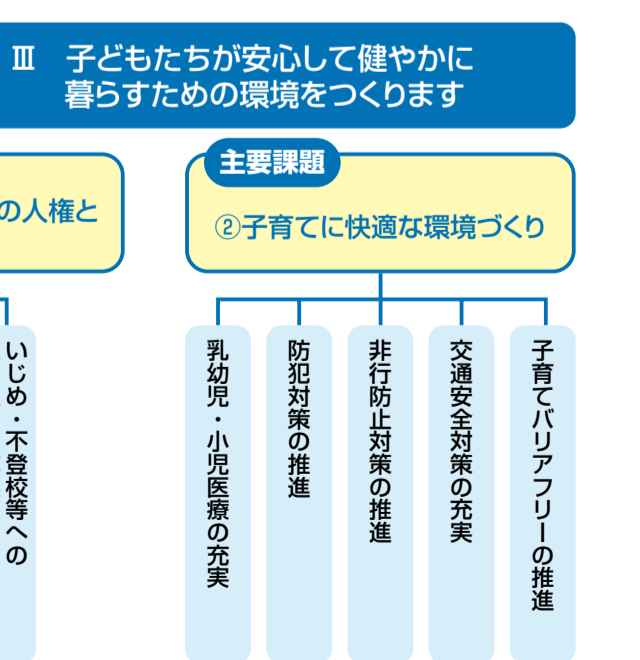 Ⅲ 子どもたちが安心して健やかに
暮らすための環境をつくります
の人権と
主要課題
②子育てに快適な環境づくり
子育てバリアフリーの推進
交通安全対策の充実
非行防止対策の推進
防犯対策の推進
乳幼児・小児医療の充実
いじめ・不登校等への